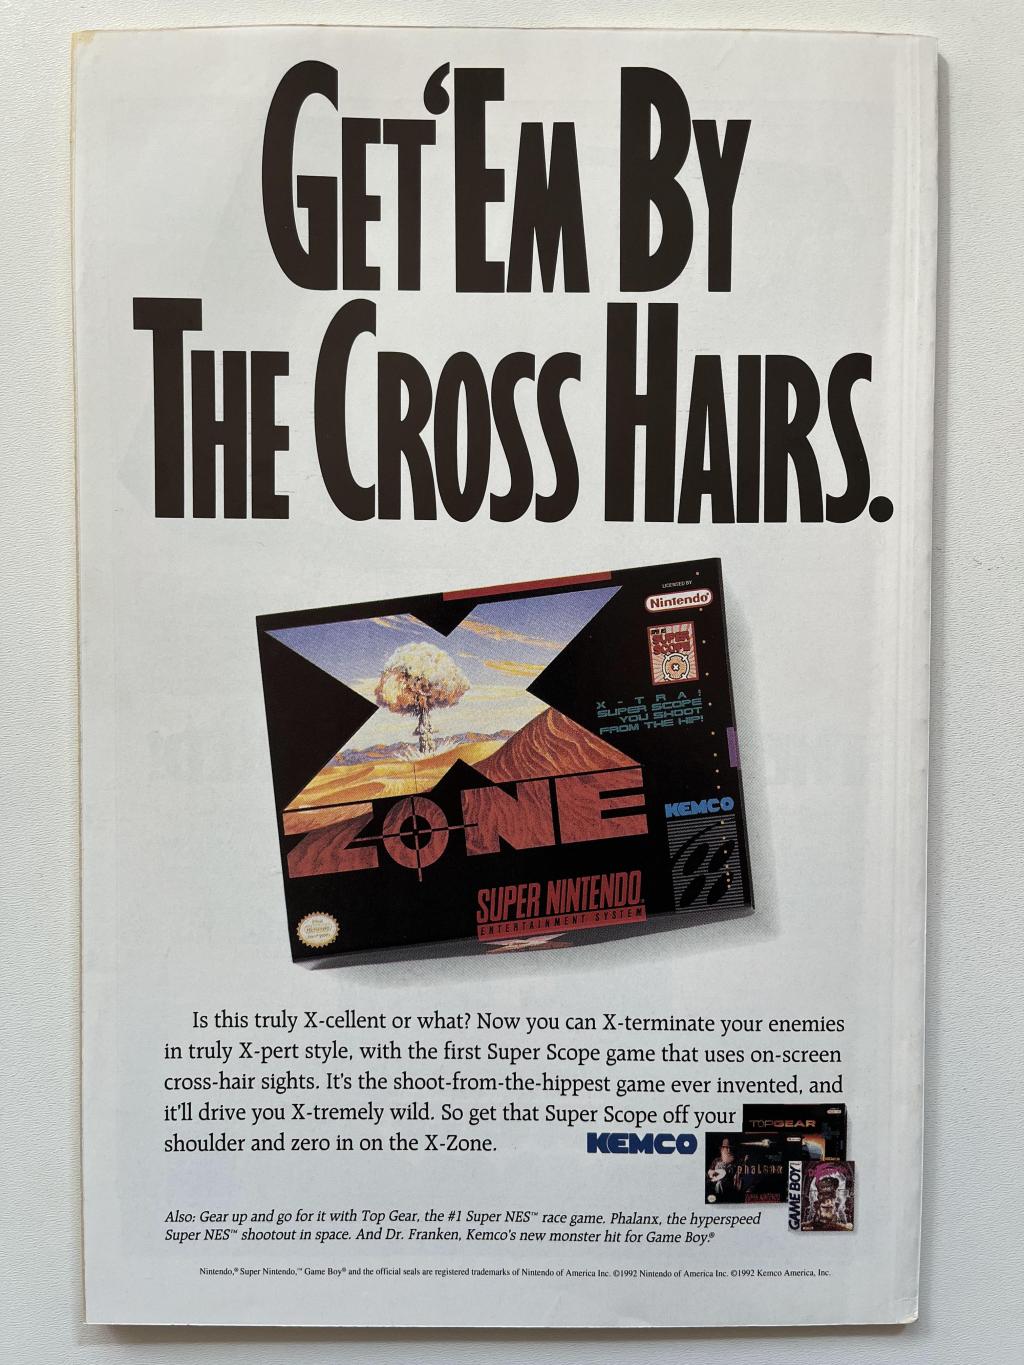 GET 'EM BY
THE CROSS HAIRS.
LICENSED BY
Nintendo®
SUPER
SCOPE
X-TRA!
SUPER SCOPE
YOU SHOOT
FROM THE HIP!
X
ZONE
KEMCO
SUPER NINTENDO
ENTERTAINMENT SYSTEM
Is this truly X-cellent or what? Now you can X-terminate your enemies
in truly X-pert style, with the first Super Scope game that uses on-screen
cross-hair sights. It's the shoot-from-the-hippest game ever invented, and
it'll drive you X-tremely wild. So get that Super Scope off your
shoulder and zero in on the X-Zone.
KEMCO
TOP GEAR
phalanx
GAME BOY
Also: Gear up and go for it with Top Gear, the #1 Super NES™ race game. Phalanx, the hyperspeed
Super NES™ shootout in space. And Dr. Franken, Kemco's new monster hit for Game Boy.®
Nintendo,® Super Nintendo,™ Game Boy® and the official seals are registered trademarks of Nintendo of America Inc. ©1992 Nintendo of America Inc. ©1992 Kemco America, Inc.